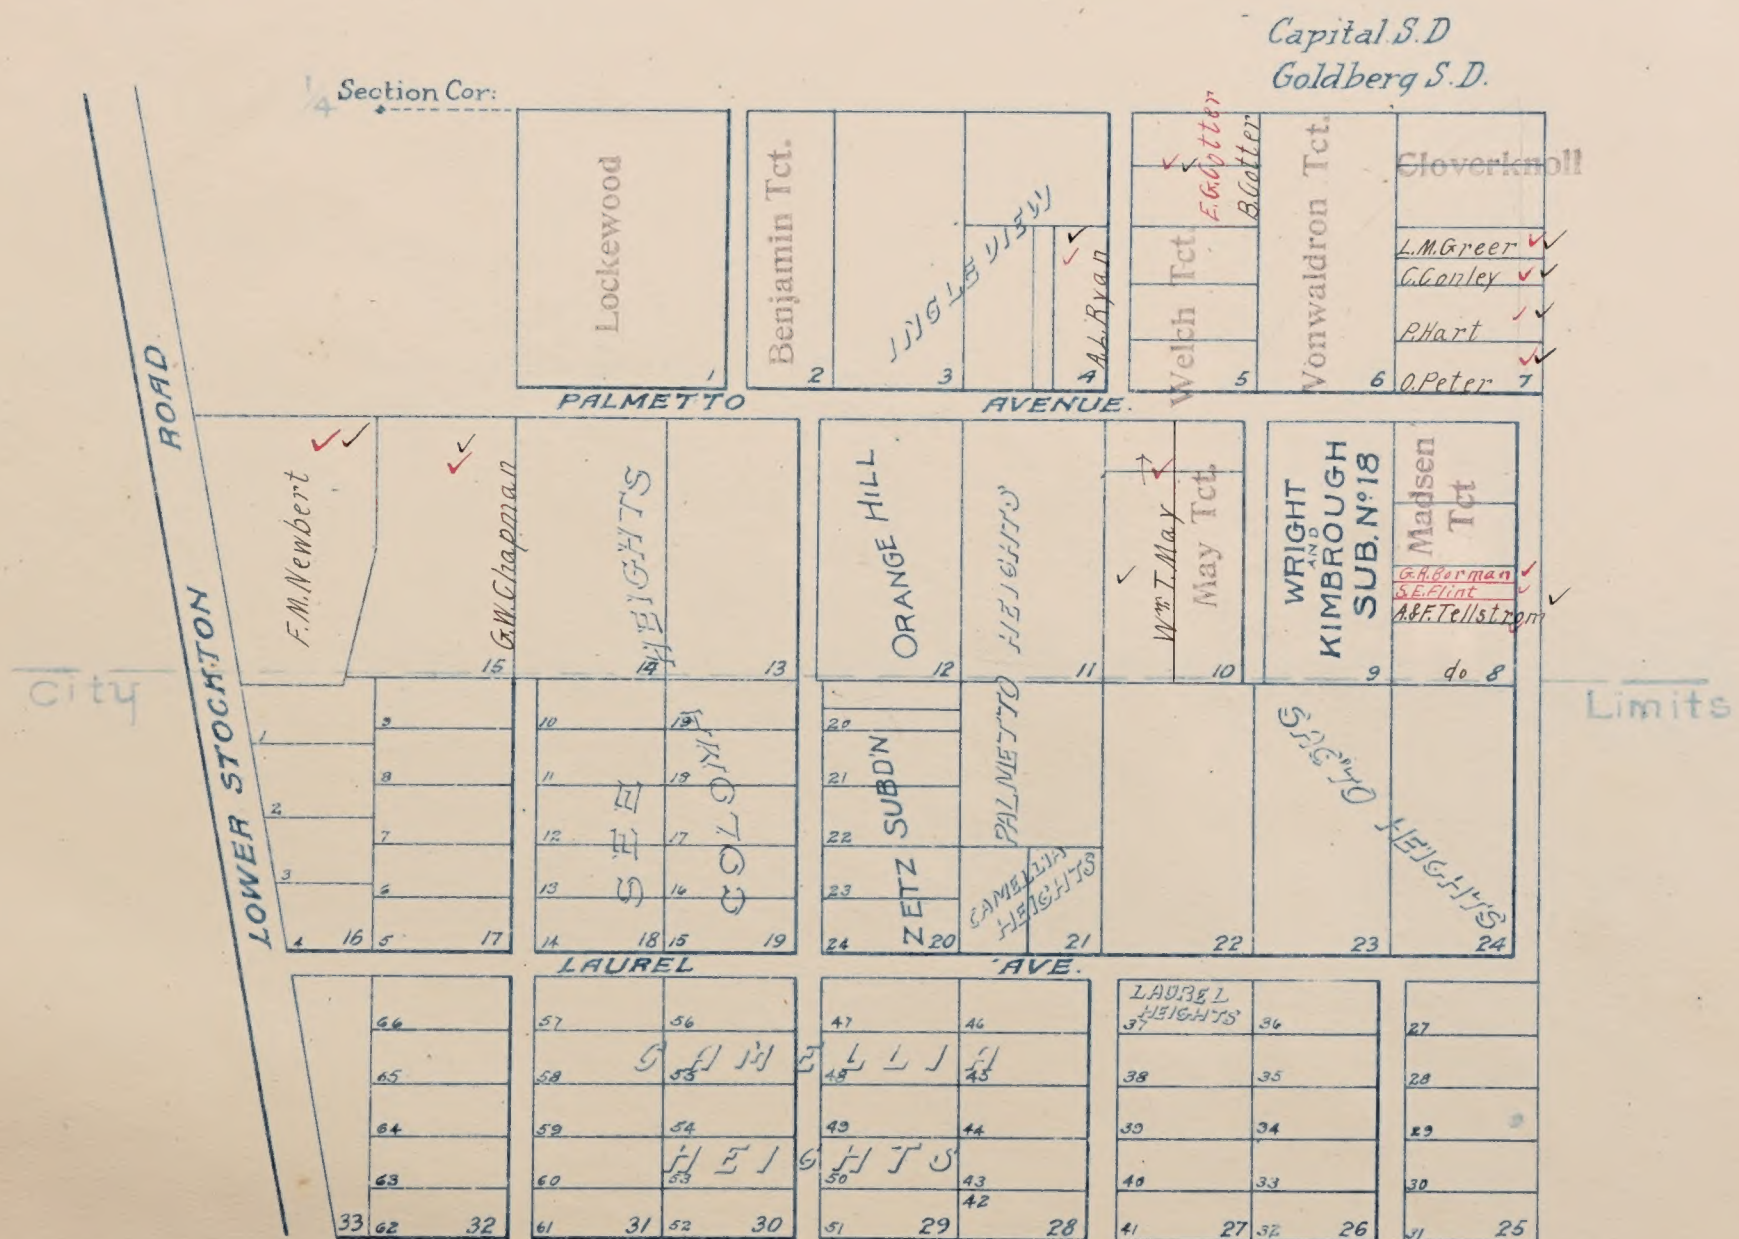 Capital S.D
Goldberg S.D.
1/4 Section Cor:
Lockewood
1
Benjamin Tct.
2
INGLEVIEW
3
A.L.Ryan
4
E.G.Cotter
B.Cotter
Welch Tct.
5
Vonwaldron Tct.
6
Cloverknoll
L.M.Greer
C.Conley
P.Hart
O.Peter 7
PALMETTO AVENUE.
LOWER STOCKTON ROAD
F.M.Newbert
G.W.Chapman
15
HEIGHTS
14
13
ORANGE HILL
12
PALMETTO HEIGHTS
11
Wm.T.May
May Tct.
10
WRIGHT
AND
KIMBROUGH
SUB. Nº 18
9
Madsen
Tct
G.R.Borman
S.E.Flint
A.&F.Tellstrom
do 8
City Limits
1
2
3
4 16
9
8
7
6
5 17
10
11
12
13
14 18
SEE
19
18
17
16
15 19
20
21
22
23
24 20
ZETZ SUBD'N
CAMELLIA
HEIGHTS
21
22
23
HEIGHTS
24
LAUREL AVE.
33
66
65
64
63
62 32
57
58
59
60
61 31
56
55
54
53
52 30
CAMELLIA
HEIGHTS
47
48
49
50
51 29
46
45
44
43
42
28
LAUREL
HEIGHTS
37
38
39
40
41 27
36
35
34
33
32 26
27
28
29
30
31 25